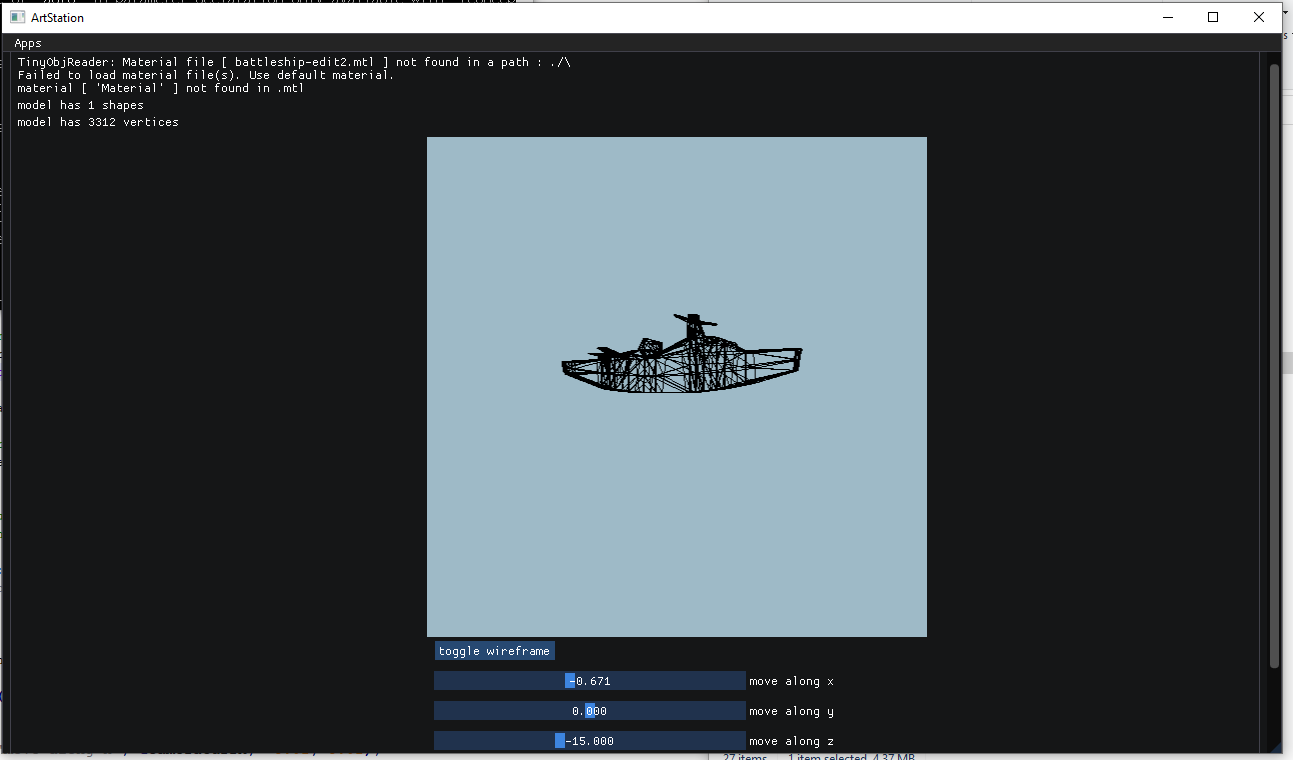 ArtStation
Apps
TinyObjReader: Material file [ battleship-edit2.mtl ] not found in a path : ./\
Failed to load material file(s). Use default material.
material [ 'Material' ] not found in .mtl
model has 1 shapes
model has 3312 vertices
toggle wireframe
-0.671 move along x
0.000 move along y
-15.000 move along z
27 items 1 item selected 4.37 MB